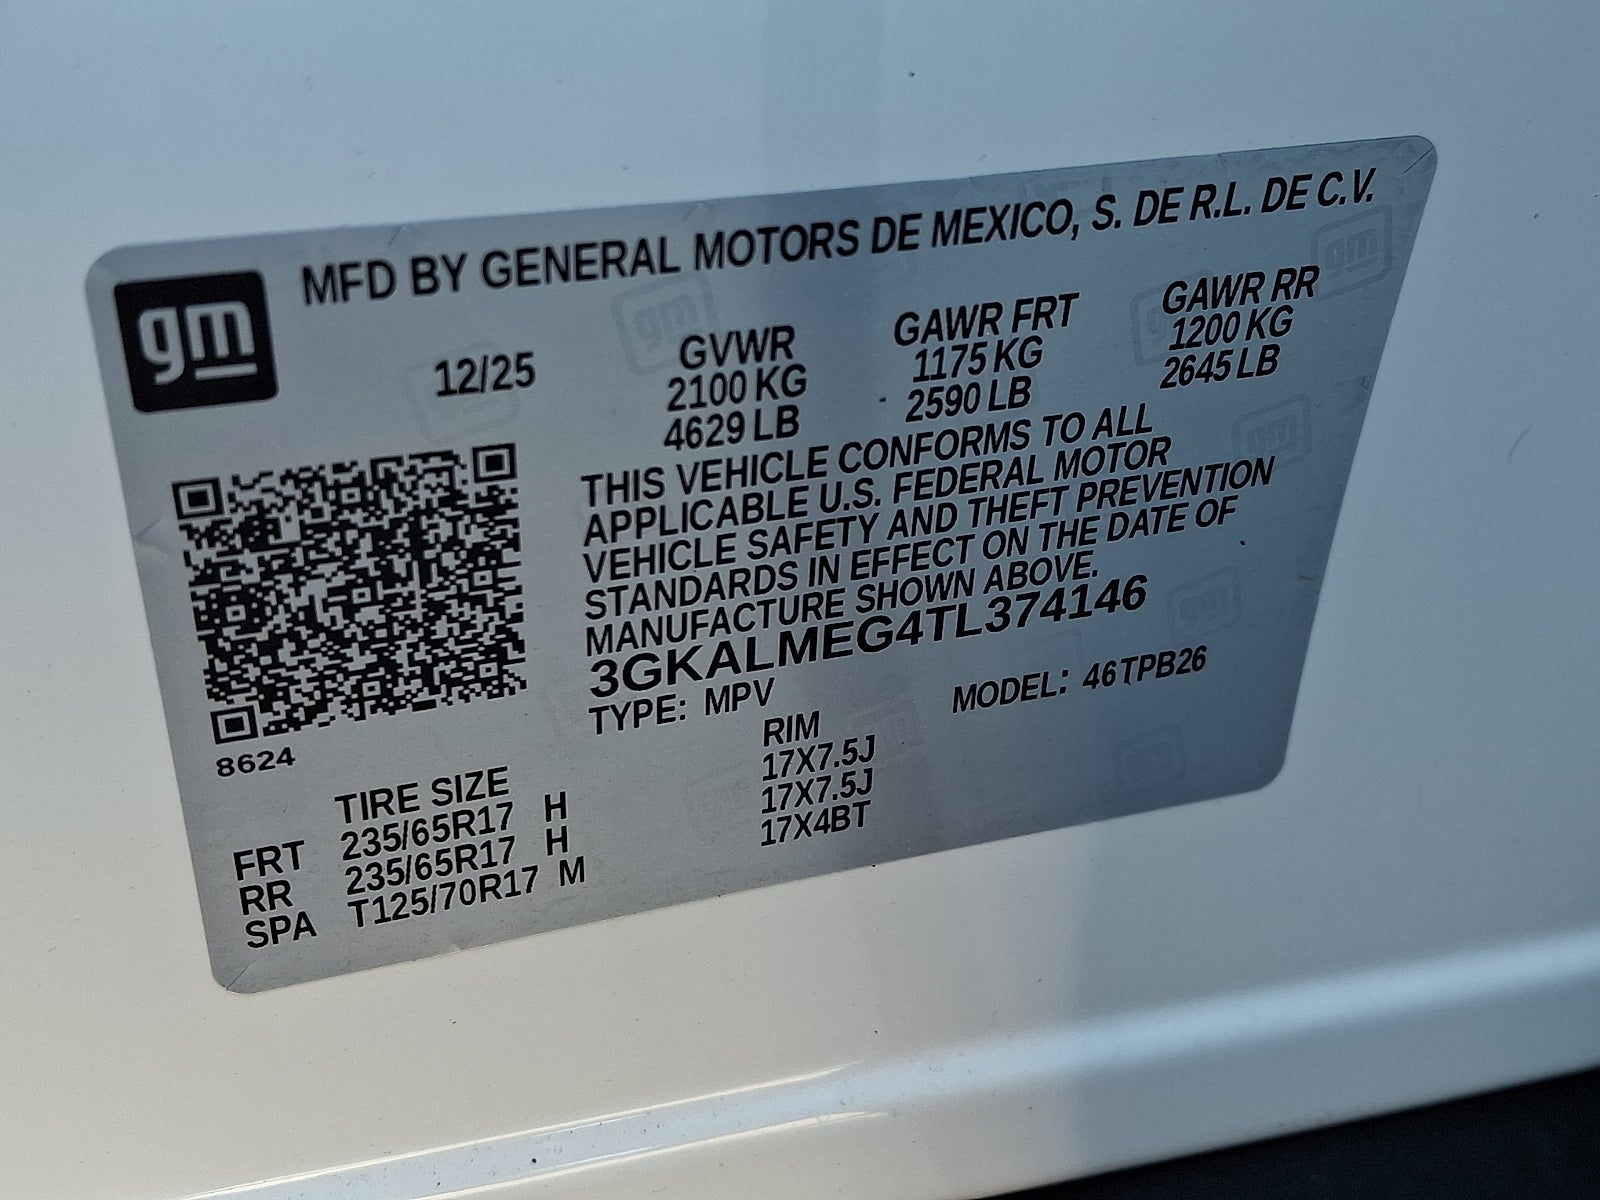 gm
MFD BY GENERAL MOTORS DE MEXICO, S. DE R.L. DE C.V.
12/25
GVWR
2100 KG
4629 LB
GAWR FRT
1175 KG
2590 LB
GAWR RR
1200 KG
2645 LB
THIS VEHICLE CONFORMS TO ALL
APPLICABLE U.S. FEDERAL MOTOR
VEHICLE SAFETY AND THEFT PREVENTION
STANDARDS IN EFFECT ON THE DATE OF
MANUFACTURE SHOWN ABOVE.
3GKALMEG4TL374146
TYPE: MPV
MODEL: 46TPB26
8624
TIRE SIZE
RIM
FRT 235/65R17 H 17X7.5J
RR 235/65R17 H 17X7.5J
SPA T125/70R17 M 17X4BT